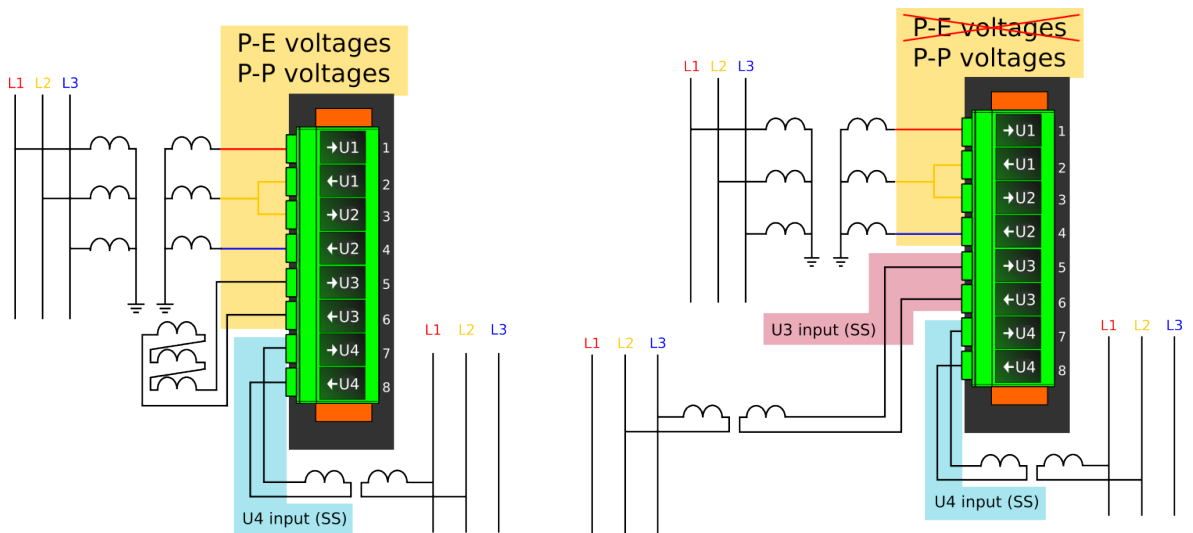 P-E voltages
P-P voltages
L1 L2 L3
→U1 1
←U1 2
→U2 3
←U2 4
→U3 5
←U3 6
→U4 7
←U4 8
L1 L2 L3
U4 input (SS)
P-E voltages
P-P voltages
L1 L2 L3
→U1 1
←U1 2
→U2 3
←U2 4
→U3 5
←U3 6
→U4 7
←U4 8
U3 input (SS)
L1 L2 L3
L1 L2 L3
U4 input (SS)